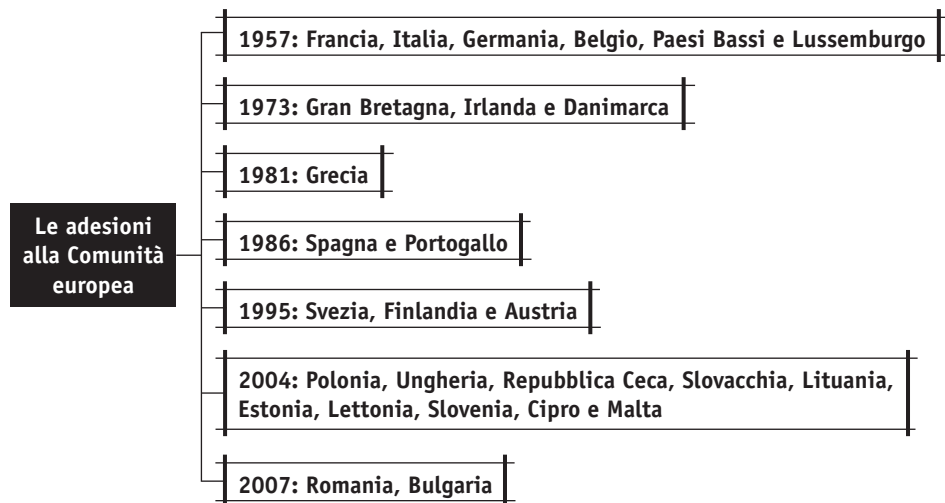 1957: Francia, Italia, Germania, Belgio, Paesi Bassi e Lussemburgo
1973: Gran Bretagna, Irlanda e Danimarca
1981: Grecia
Le adesioni
alla Comunità
europea
1986: Spagna e Portogallo
1995: Svezia, Finlandia e Austria
2004: Polonia, Ungheria, Repubblica Ceca, Slovacchia, Lituania,
Estonia, Lettonia, Slovenia, Cipro e Malta
2007: Romania, Bulgaria